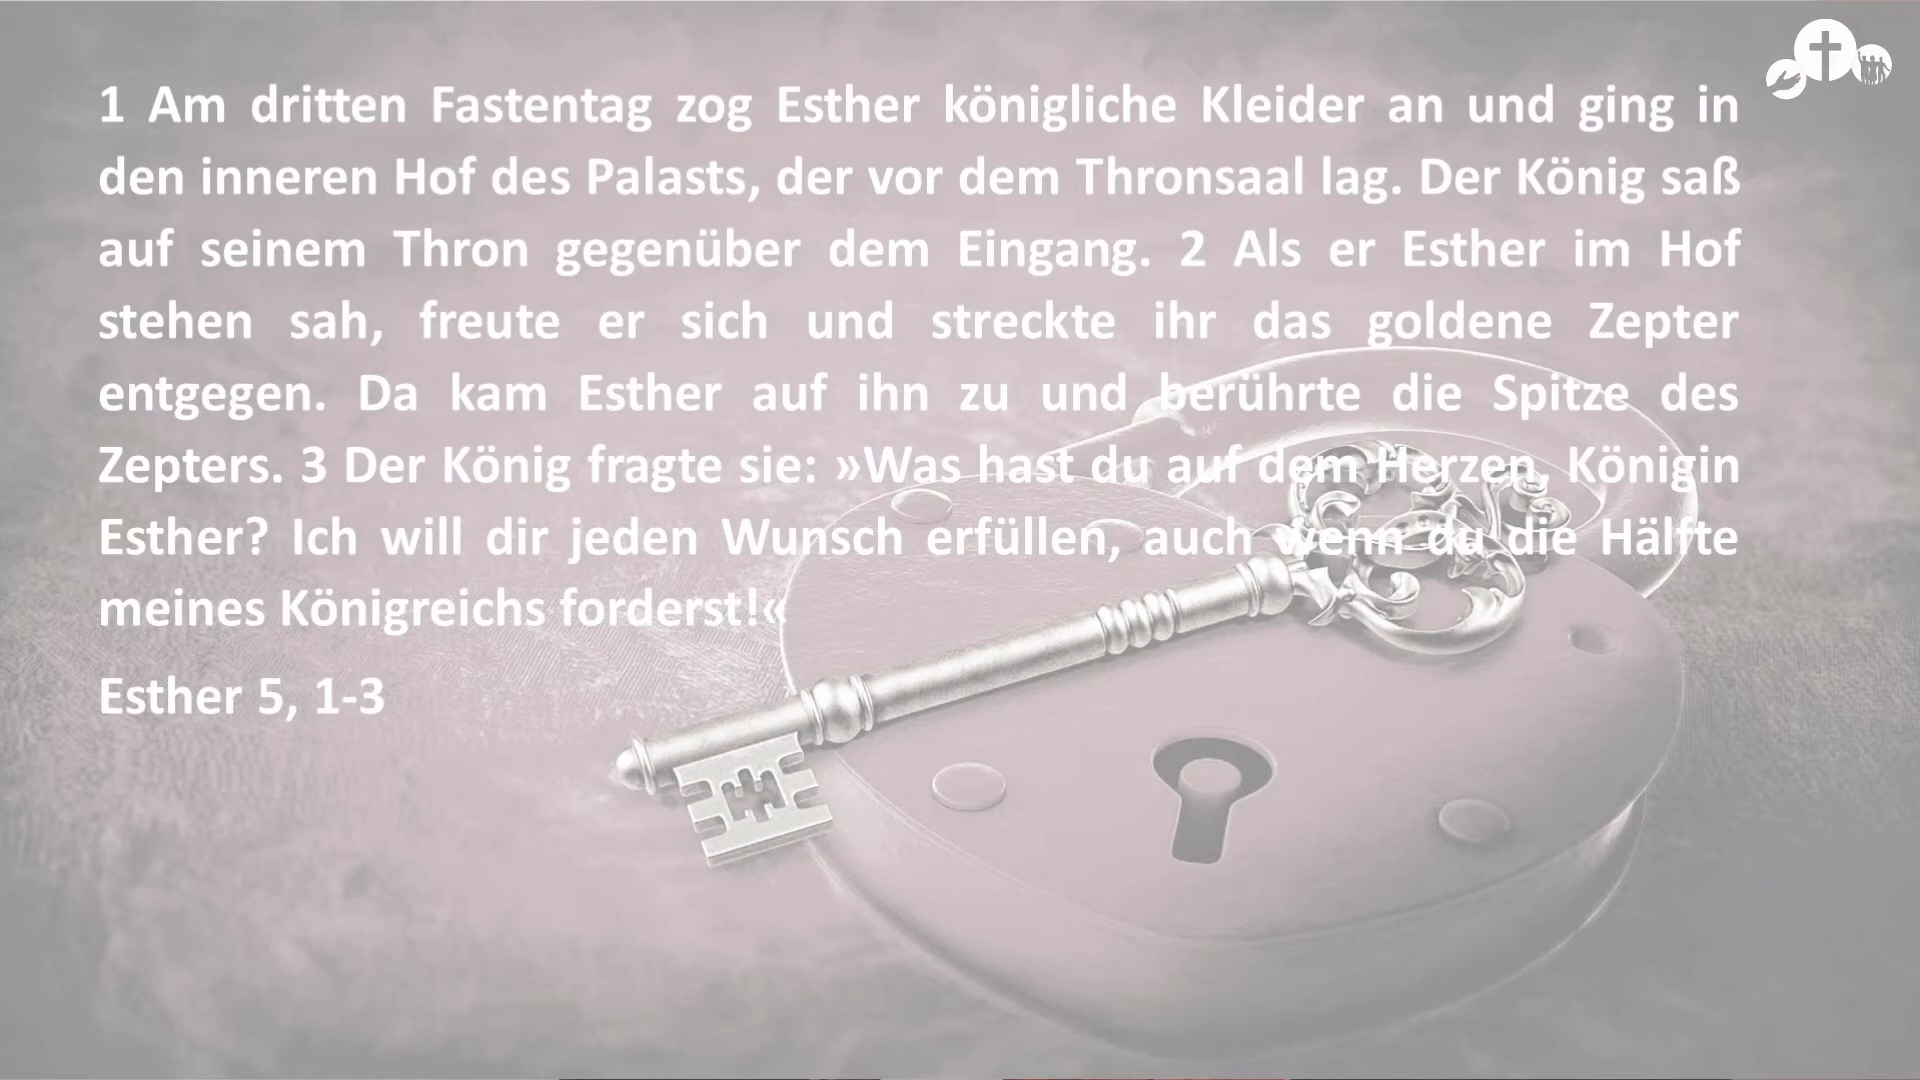 1 Am dritten Fastentag zog Esther königliche Kleider an und ging in
den inneren Hof des Palasts, der vor dem Thronsaal lag. Der König saß
auf seinem Thron gegenüber dem Eingang. 2 Als er Esther im Hof
stehen sah, freute er sich und streckte ihr das goldene Zepter
entgegen. Da kam Esther auf ihn zu und berührte die Spitze des
Zepters. 3 Der König fragte sie: »Was hast du auf dem Herzen, Königin
Esther? Ich will dir jeden Wunsch erfüllen, auch wenn du die Hälfte
meines Königreichs forderst!«
Esther 5, 1-3